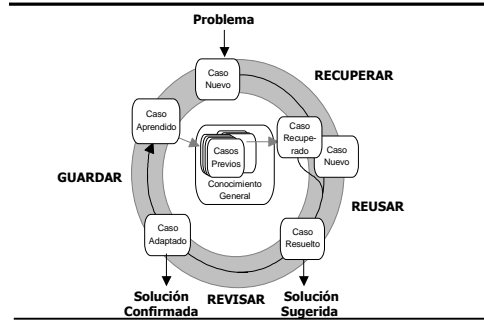 Problema
Caso
Nuevo
RECUPERAR
Caso
Aprendido
Caso
Recupe-
rado
Caso
Nuevo
Casos
Previos
Conocimiento
General
GUARDAR
REUSAR
Caso
Adaptado
Caso
Resuelto
Solución
Confirmada
REVISAR
Solución
Sugerida